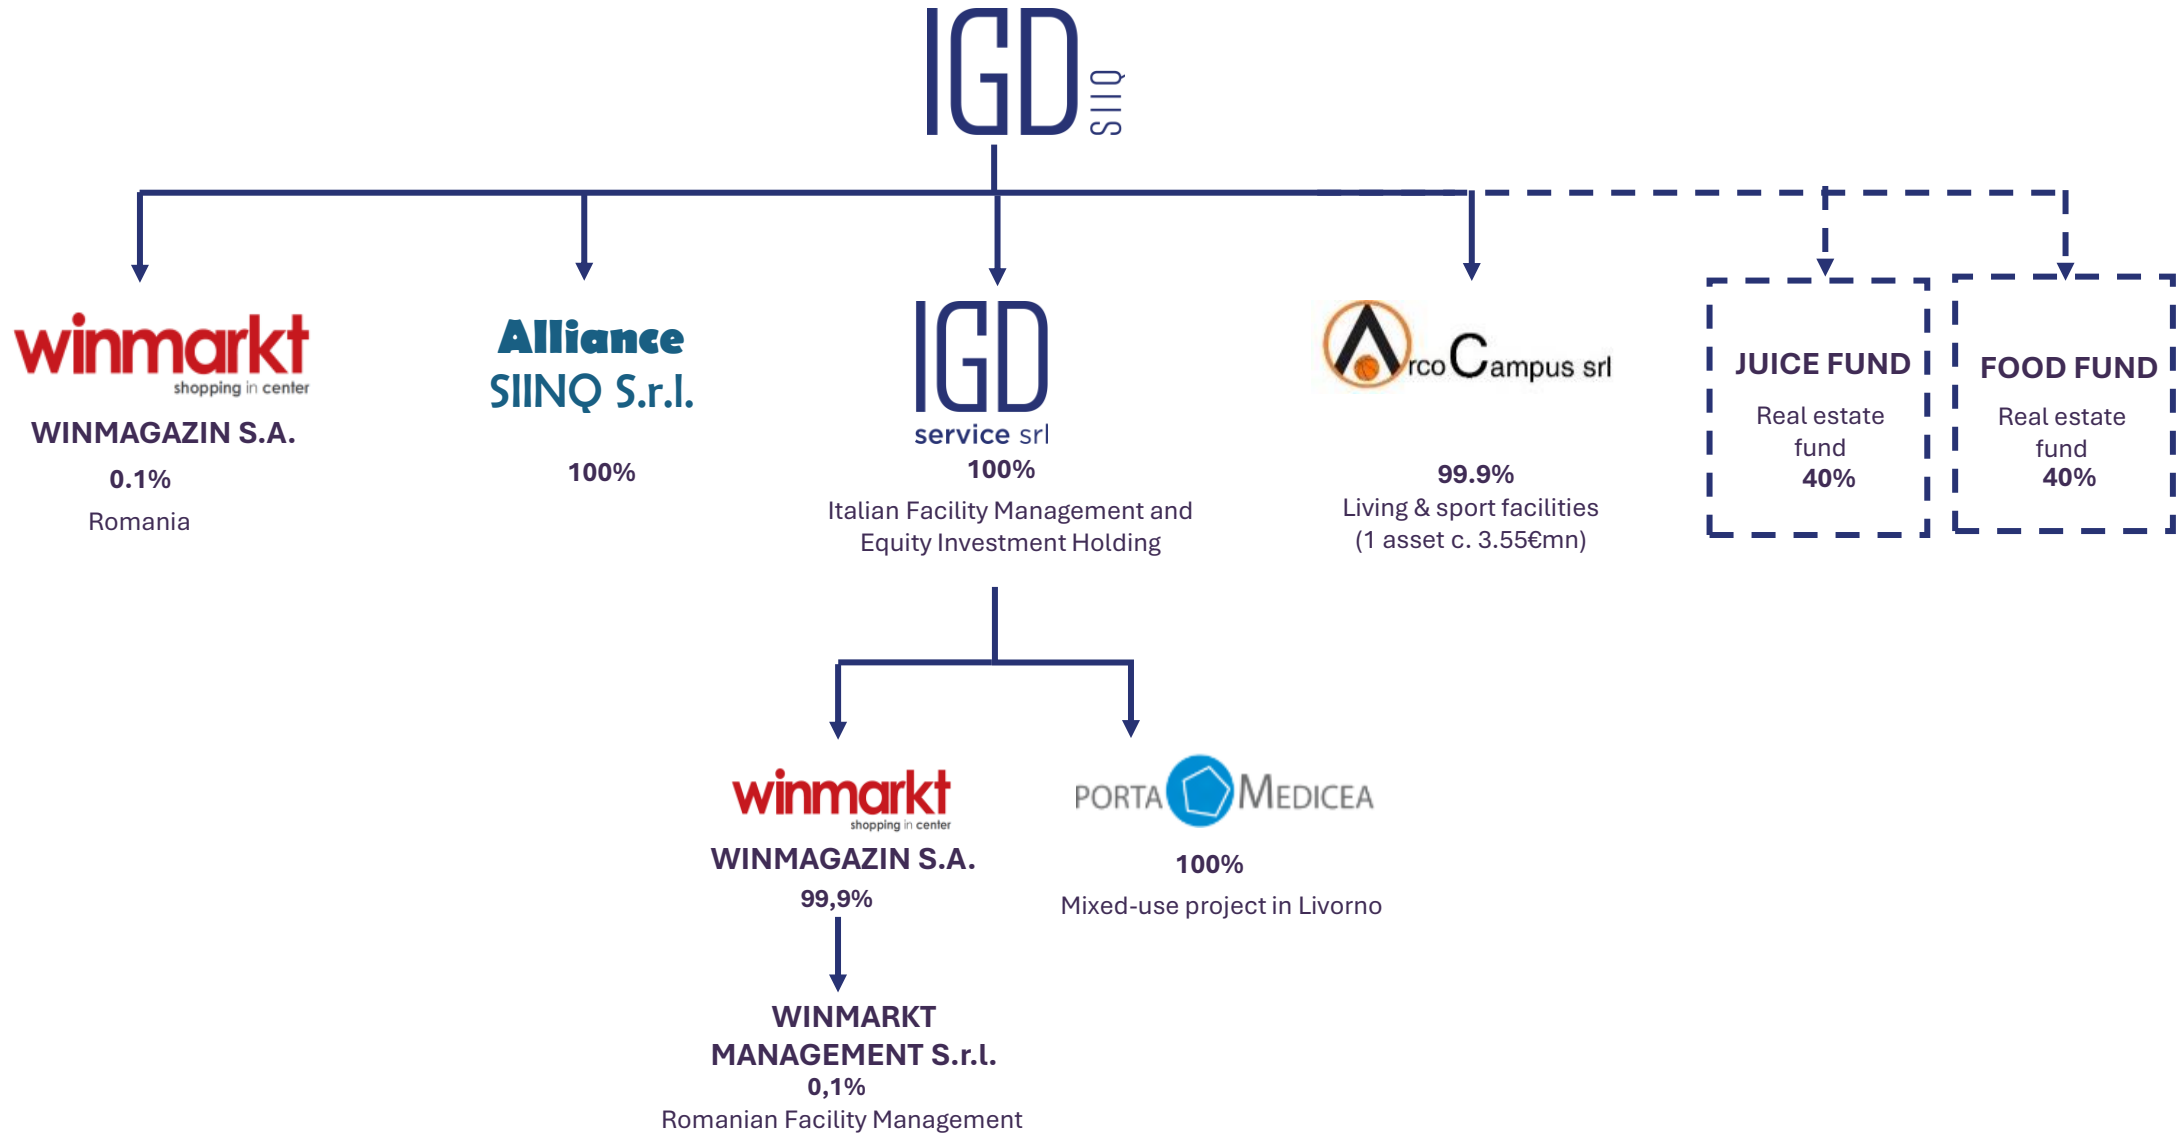 IGD SIIQ
winmarkt
shopping in center
WINMAGAZIN S.A.
0.1%
Romania
Alliance
SIINQ S.r.l.
100%
IGD
service srl
100%
Italian Facility Management and
Equity Investment Holding
Arco Campus srl
99.9%
Living & sport facilities
(1 asset c. 3.55€mn)
JUICE FUND
Real estate
fund
40%
FOOD FUND
Real estate
fund
40%
winmarkt
shopping in center
WINMAGAZIN S.A.
99,9%
PORTA MEDICEA
100%
Mixed-use project in Livorno
WINMARKT
MANAGEMENT S.r.l.
0,1%
Romanian Facility Management